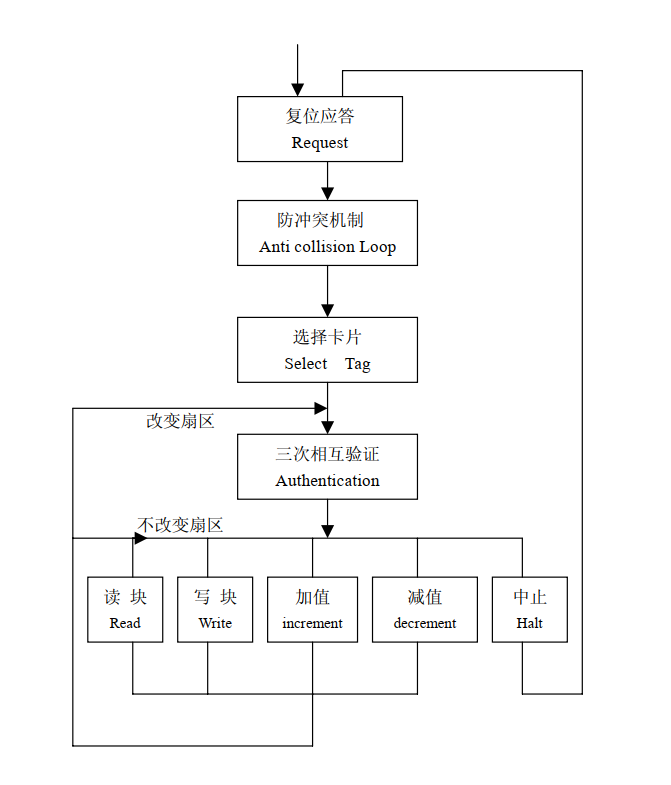 复位应答
Request
防冲突机制
Anti collision Loop
选择卡片
Select Tag
改变扇区
三次相互验证
Authentication
不改变扇区
读 块
Read
写 块
Write
加值
increment
减值
decrement
中止
Halt